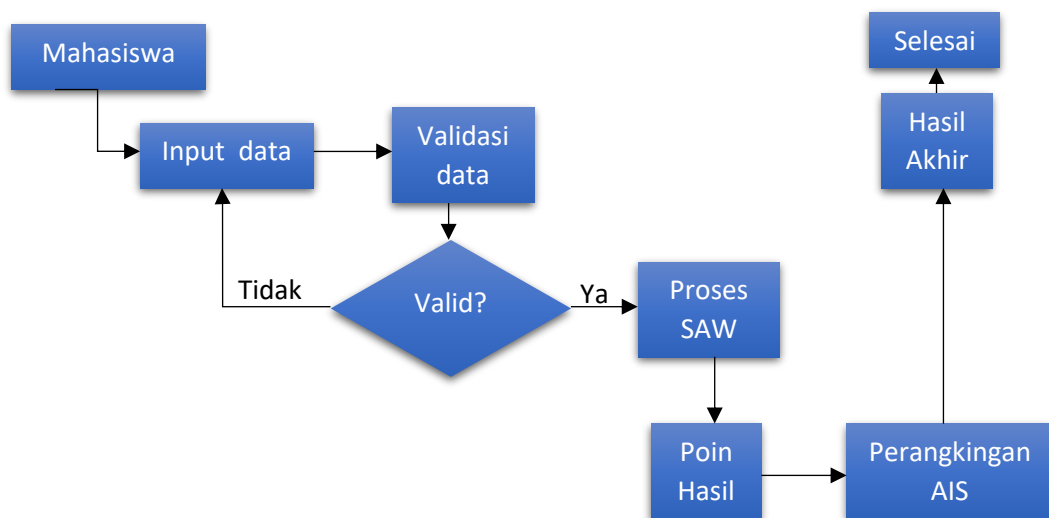 Mahasiswa
Input data
Validasi
data
Valid?
Tidak
Ya
Proses
SAW
Poin
Hasil
Perangkingan
AIS
Hasil
Akhir
Selesai